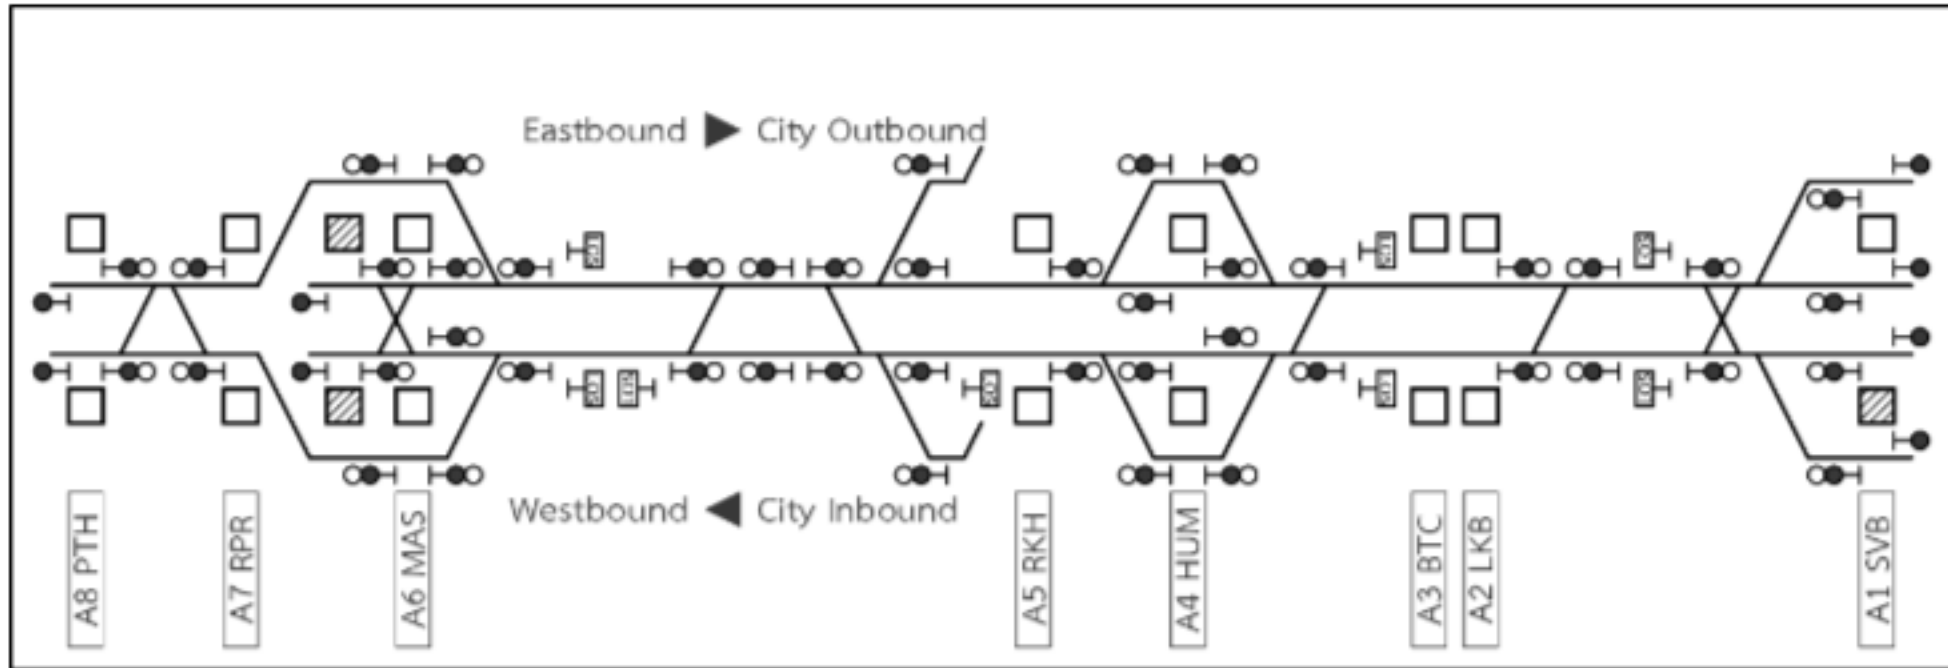 Eastbound ▶ City Outbound
Westbound ◀ City Inbound
A8 PTH
A7 RPR
A6 MAS
A5 RKH
A4 HUM
A3 BTC
A2 LKB
A1 SVB